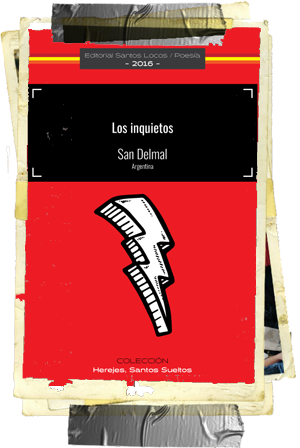 Editorial Santos Locos / Poesía
- 2016 -
Los inquietos
San Delmal
Argentina
COLECCIÓN
Herejes, Santos Sueltos